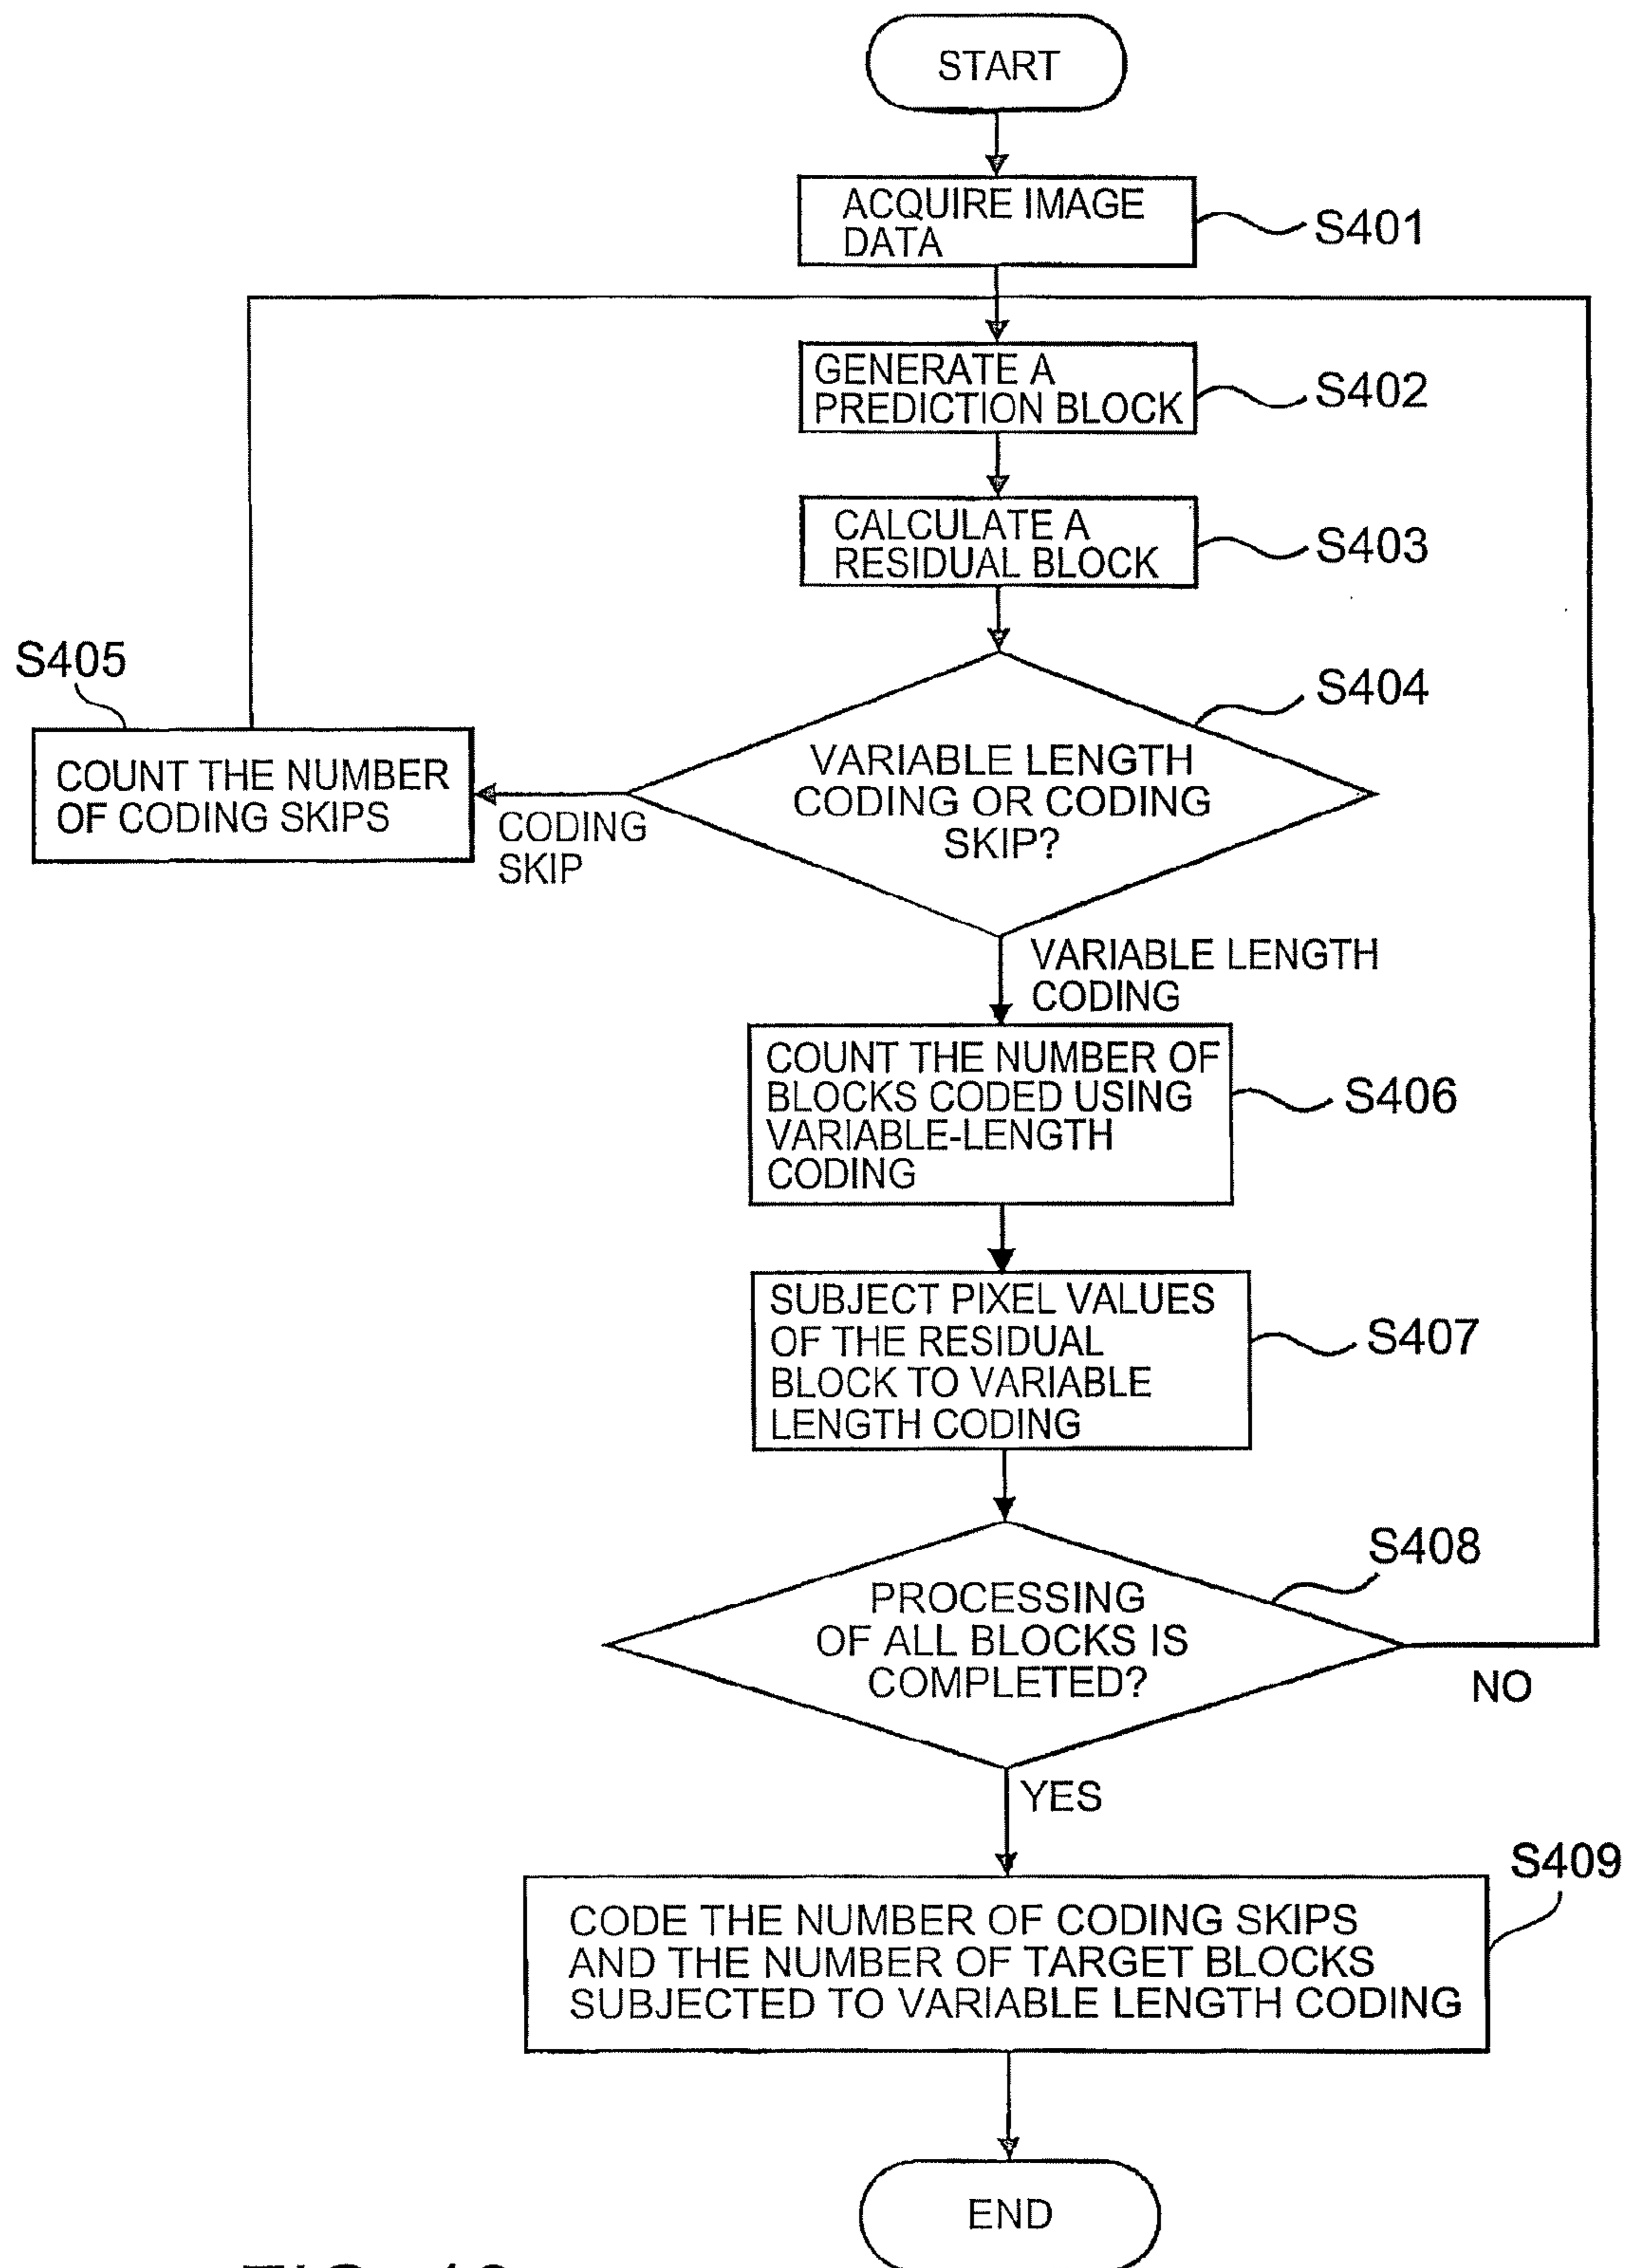 START
ACQUIRE IMAGE
DATA
S401
GENERATE A
PREDICTION BLOCK
S402
CALCULATE A
RESIDUAL BLOCK
S403
S405
S404
COUNT THE NUMBER
OF CODING SKIPS
CODING
SKIP
VARIABLE LENGTH
CODING OR CODING
SKIP?
VARIABLE LENGTH
CODING
COUNT THE NUMBER OF
BLOCKS CODED USING
VARIABLE-LENGTH
CODING
S406
SUBJECT PIXEL VALUES
OF THE RESIDUAL
BLOCK TO VARIABLE
LENGTH CODING
S407
S408
PROCESSING
OF ALL BLOCKS IS
COMPLETED?
NO
YES
S409
CODE THE NUMBER OF CODING SKIPS
AND THE NUMBER OF TARGET BLOCKS
SUBJECTED TO VARIABLE LENGTH CODING
END